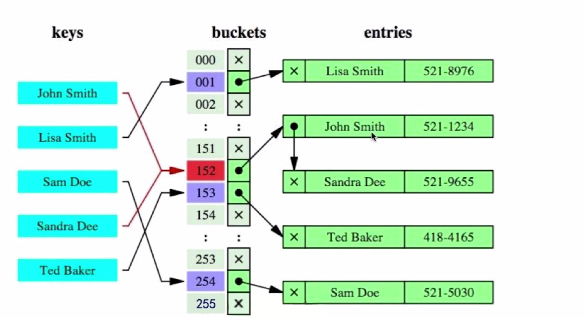 keys buckets entries
John Smith
Lisa Smith
Sam Doe
Sandra Dee
Ted Baker
000 ×
001
002 ×
: :
151 ×
152
153
154 ×
: :
253 ×
254
255 ×
× Lisa Smith 521-8976
John Smith 521-1234
× Sandra Dee 521-9655
× Ted Baker 418-4165
× Sam Doe 521-5030